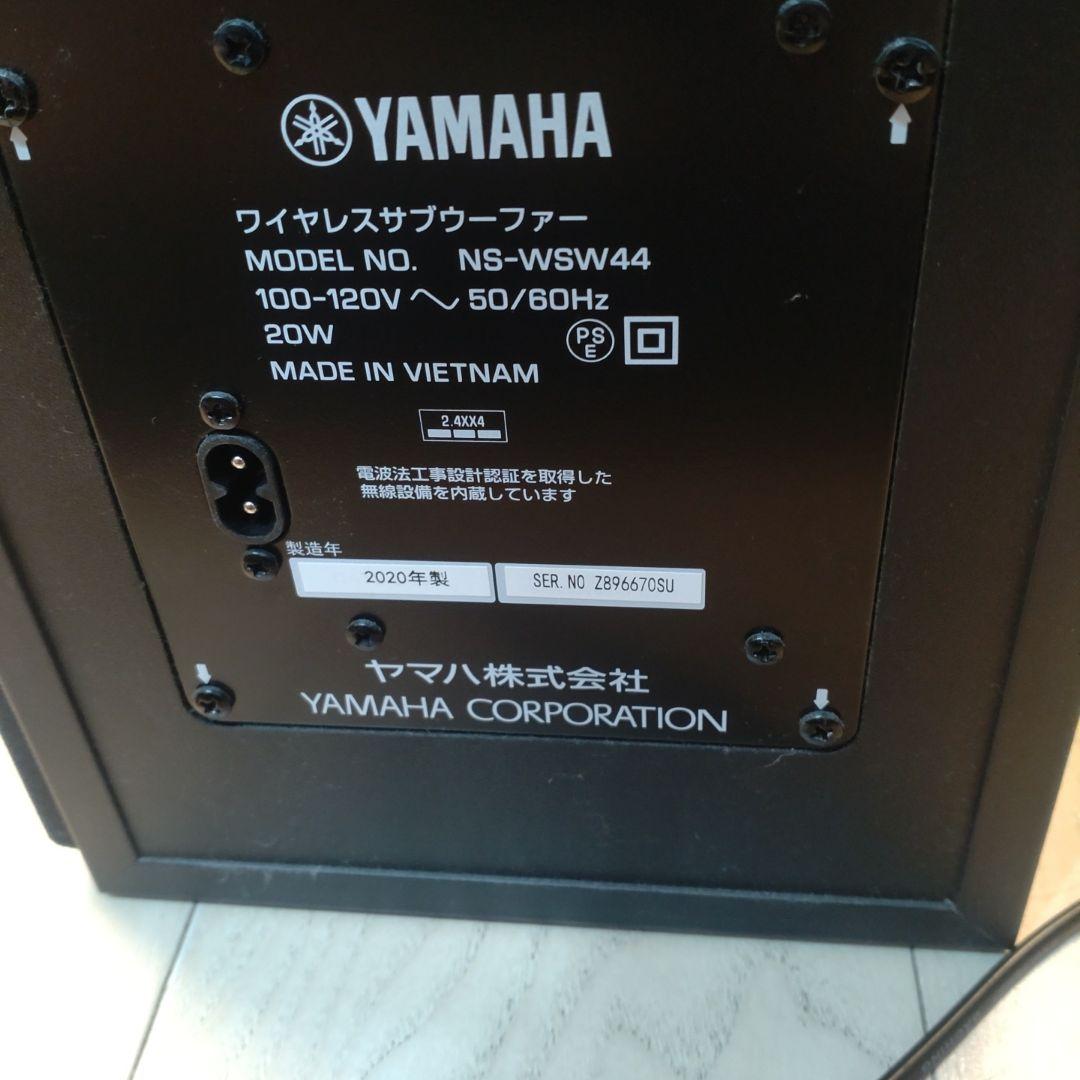 YAMAHA
ワイヤレスサブウーファー
MODEL NO. NS-WSW44
100-120V 〜 50/60Hz
20W
PS
E
MADE IN VIETNAM
2.4XX4
電波法工事設計認証を取得した
無線設備を内蔵しています
製造年
2020年製
SER. NO Z896670SU
ヤマハ株式会社
YAMAHA CORPORATION